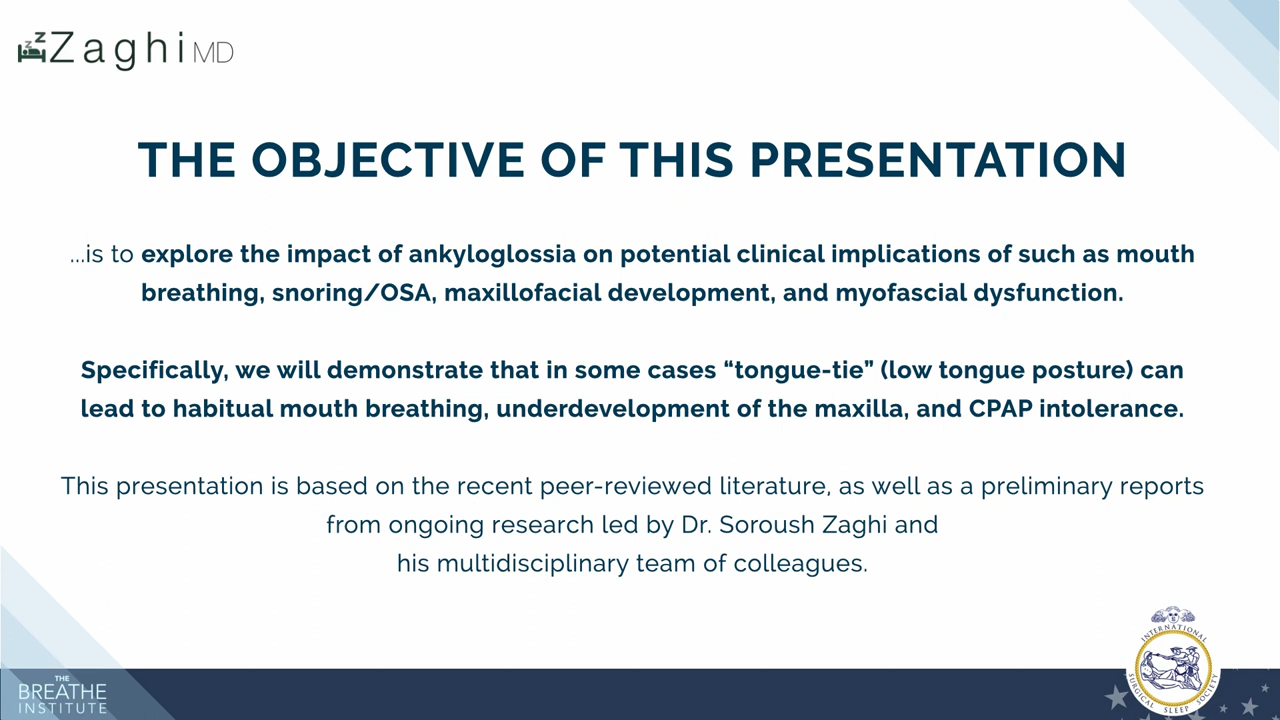 Zaghi MD
THE OBJECTIVE OF THIS PRESENTATION
...is to explore the impact of ankyloglossia on potential clinical implications of such as mouth
breathing, snoring/OSA, maxillofacial development, and myofascial dysfunction.
Specifically, we will demonstrate that in some cases “tongue-tie” (low tongue posture) can
lead to habitual mouth breathing, underdevelopment of the maxilla, and CPAP intolerance.
This presentation is based on the recent peer-reviewed literature, as well as a preliminary reports
from ongoing research led by Dr. Soroush Zaghi and
his multidisciplinary team of colleagues.
THE
BREATHE
INSTITUTE
INTERNATIONAL
SURGICAL SLEEP SOCIETY